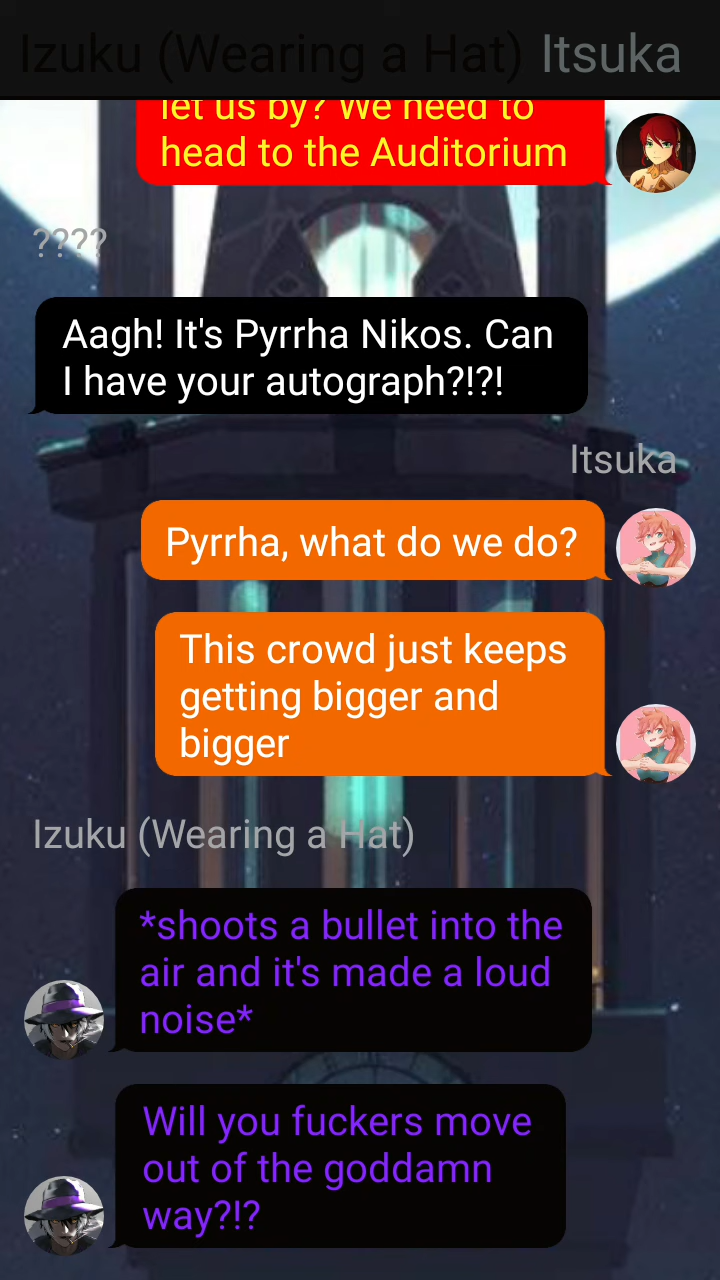 Izuku (Wearing a Hat) Itsuka
let us by? We need to
head to the Auditorium
????
Aagh! It's Pyrrha Nikos. Can
I have your autograph?!?!
Itsuka
Pyrrha, what do we do?
This crowd just keeps
getting bigger and
bigger
Izuku (Wearing a Hat)
*shoots a bullet into the
air and it's made a loud
noise*
Will you fuckers move
out of the goddamn
way?!?